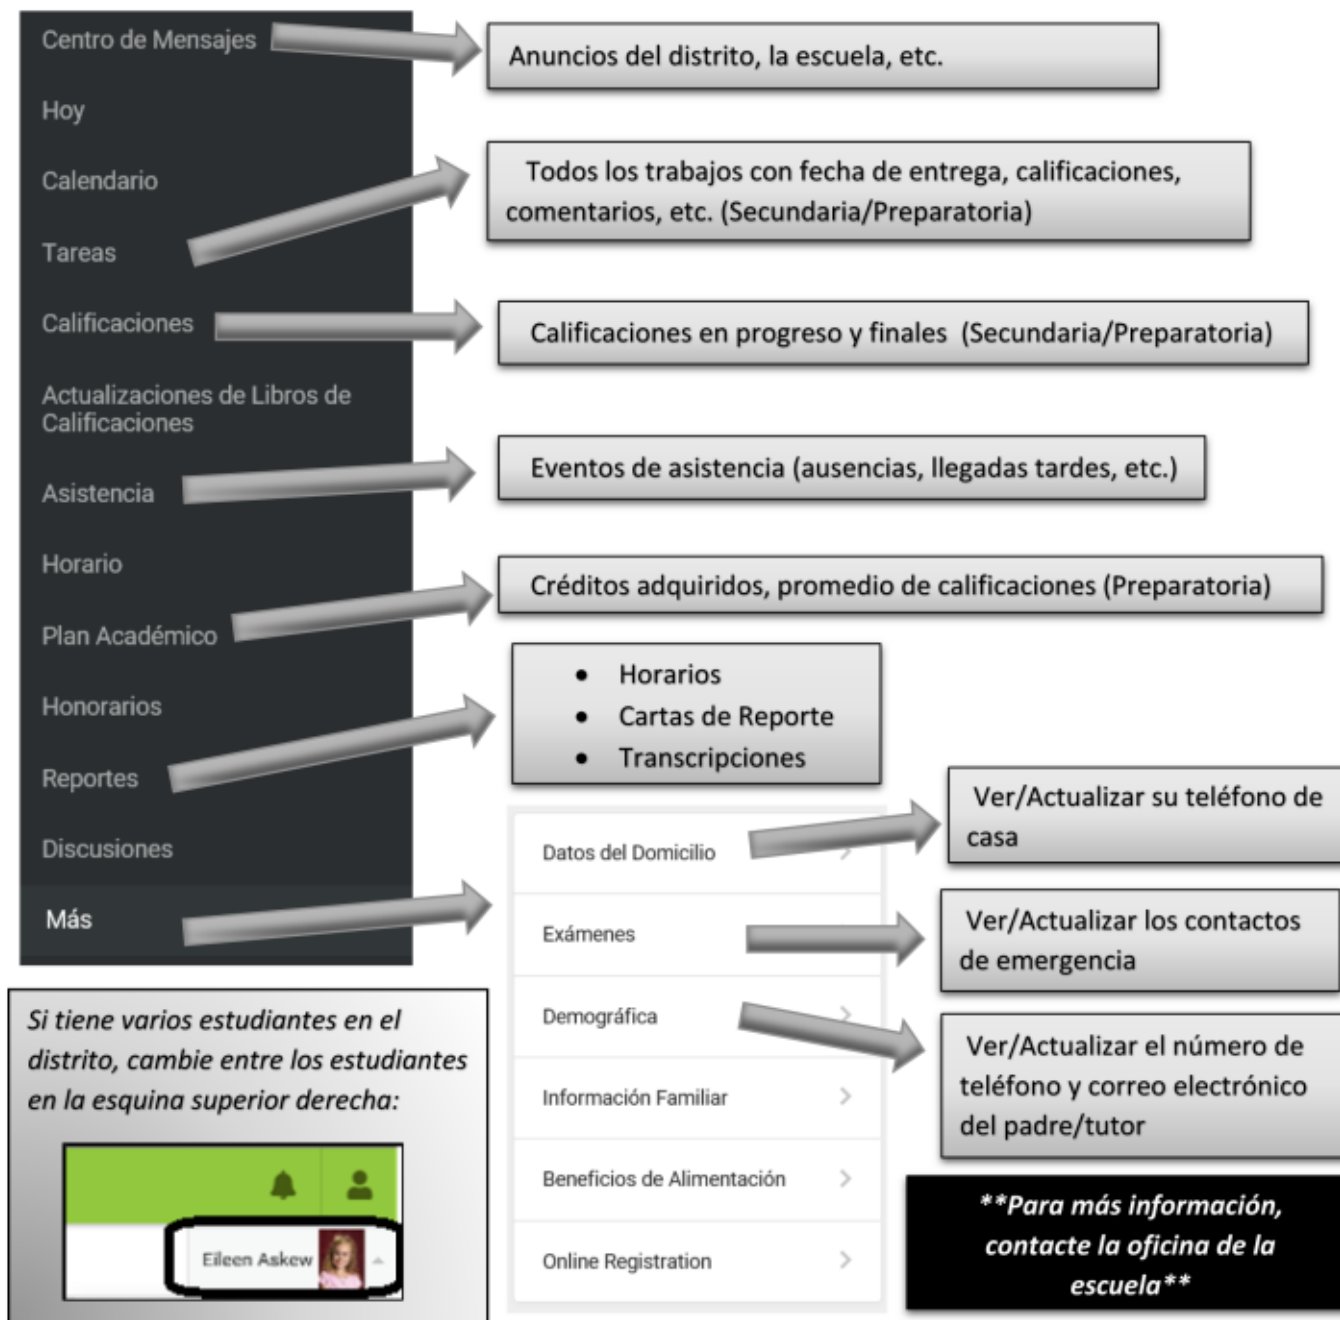 Centro de Mensajes
Hoy
Calendario
Tareas
Calificaciones
Actualizaciones de Libros de
Calificaciones
Asistencia
Horario
Plan Académico
Honorarios
Reportes
Discusiones
Más
Anuncios del distrito, la escuela, etc.
Todos los trabajos con fecha de entrega, calificaciones,
comentarios, etc. (Secundaria/Preparatoria)
Calificaciones en progreso y finales (Secundaria/Preparatoria)
Eventos de asistencia (ausencias, llegadas tardes, etc.)
Créditos adquiridos, promedio de calificaciones (Preparatoria)
• Horarios
• Cartas de Reporte
• Transcripciones
Datos del Domicilio
Exámenes
Demográfica
Información Familiar
Beneficios de Alimentación
Online Registration
Ver/Actualizar su teléfono de
casa
Ver/Actualizar los contactos
de emergencia
Ver/Actualizar el número de
teléfono y correo electrónico
del padre/tutor
Si tiene varios estudiantes en el
distrito, cambie entre los estudiantes
en la esquina superior derecha:
Eileen Askew
**Para más información,
contacte la oficina de la
escuela**